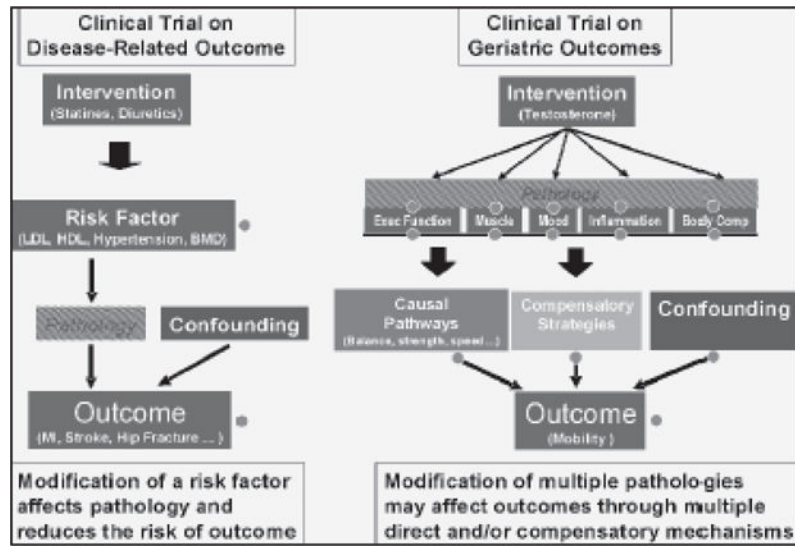 Clinical Trial on
Disease-Related Outcome
Intervention
(Statines, Diuretics)
Risk Factor
(LDL, HDL, Hypertension, BMD)
Pathology
Confounding
Outcome
(MI, Stroke, Hip Fracture ... )
Modification of a risk factor
affects pathology and
reduces the risk of outcome
Clinical Trial on
Geriatric Outcomes
Intervention
(Testosterone)
Pathology
Exec Function
Muscle
Mood
Inflammation
Body Comp
Causal
Pathways
(Balance, strength, speed... )
Compensatory
Strategies
Confounding
Outcome
(Mobility )
Modification of multiple patholo-gies
may affect outcomes through multiple
direct and/or compensatory mechanisms